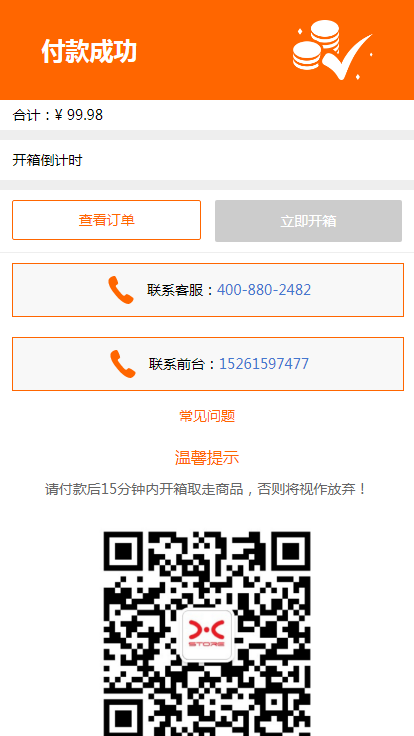 付款成功
合计：¥ 99.98
开箱倒计时
查看订单
立即开箱
联系客服：400-880-2482
联系前台：15261597477
常见问题
温馨提示
请付款后15分钟内开箱取走商品，否则将视作放弃！
STORE